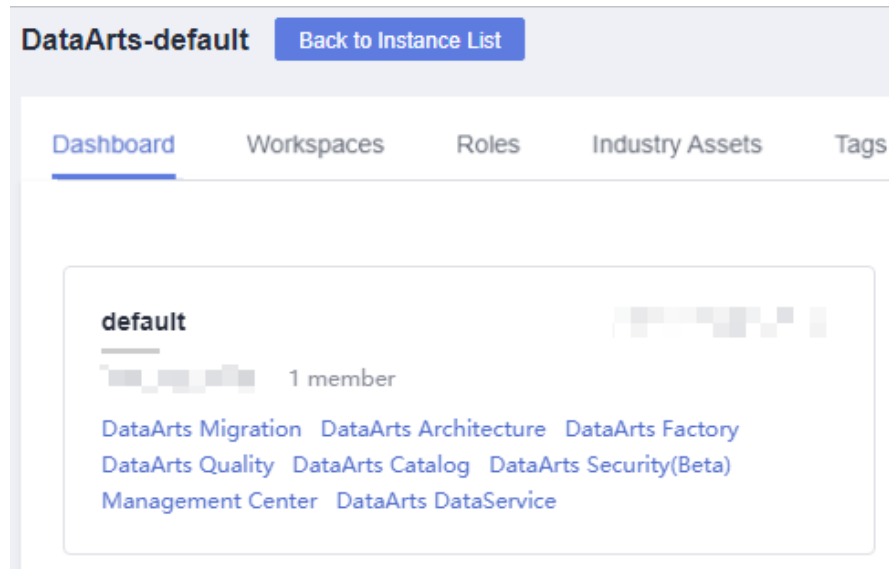 DataArts-default Back to Instance List
Dashboard Workspaces Roles Industry Assets Tags
default
1 member
DataArts Migration DataArts Architecture DataArts Factory
DataArts Quality DataArts Catalog DataArts Security(Beta)
Management Center DataArts DataService